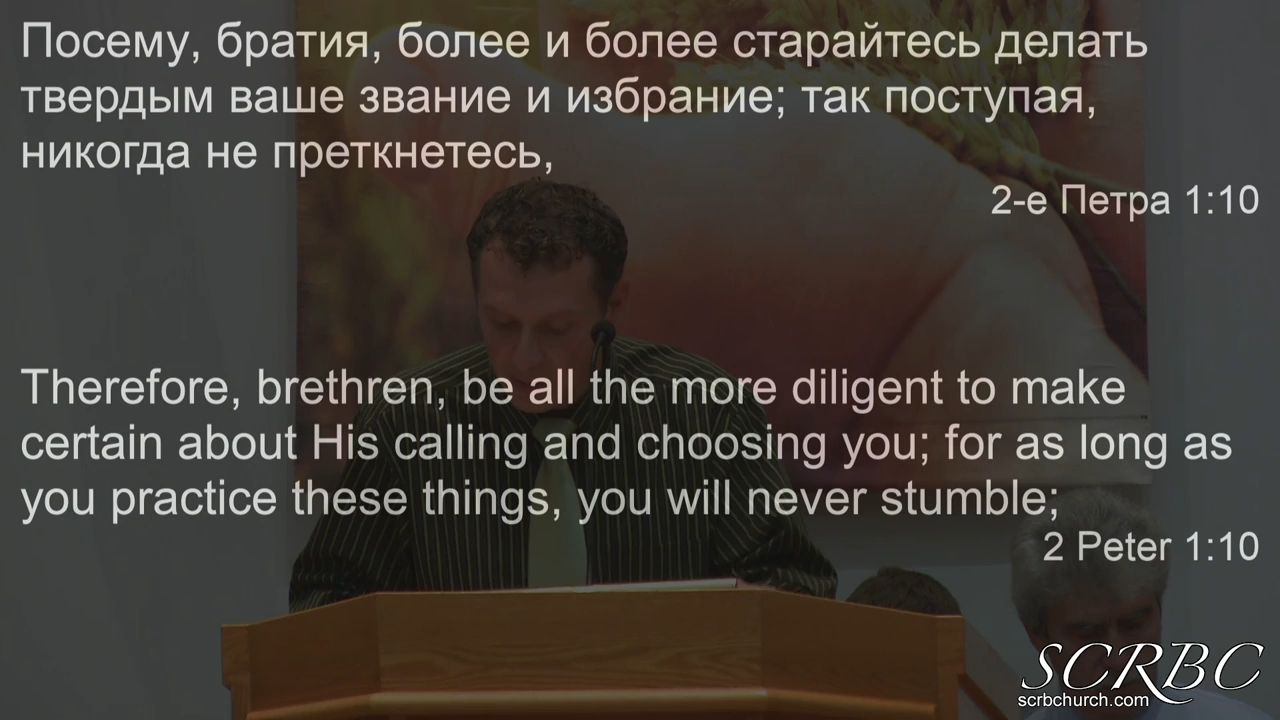 Посему, братия, более и более старайтесь делать
твердым ваше звание и избрание; так поступая,
никогда не преткнетесь,
2-е Петра 1:10
Therefore, brethren, be all the more diligent to make
certain about His calling and choosing you; for as long as
you practice these things, you will never stumble;
2 Peter 1:10
SCRBC
scrbchurch.com